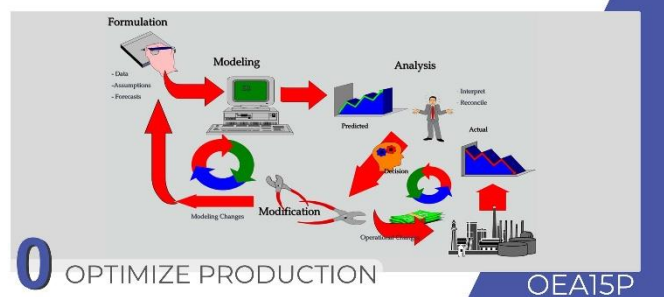 Formulation
- Data
-Assumptions
- Forecasts
Modeling
Analysis
Predicted
- Interpret
Reconcile
Actual
Decision
Modification
Modeling Changes
Operational Changes
0 OPTIMIZE PRODUCTION
OEA15P